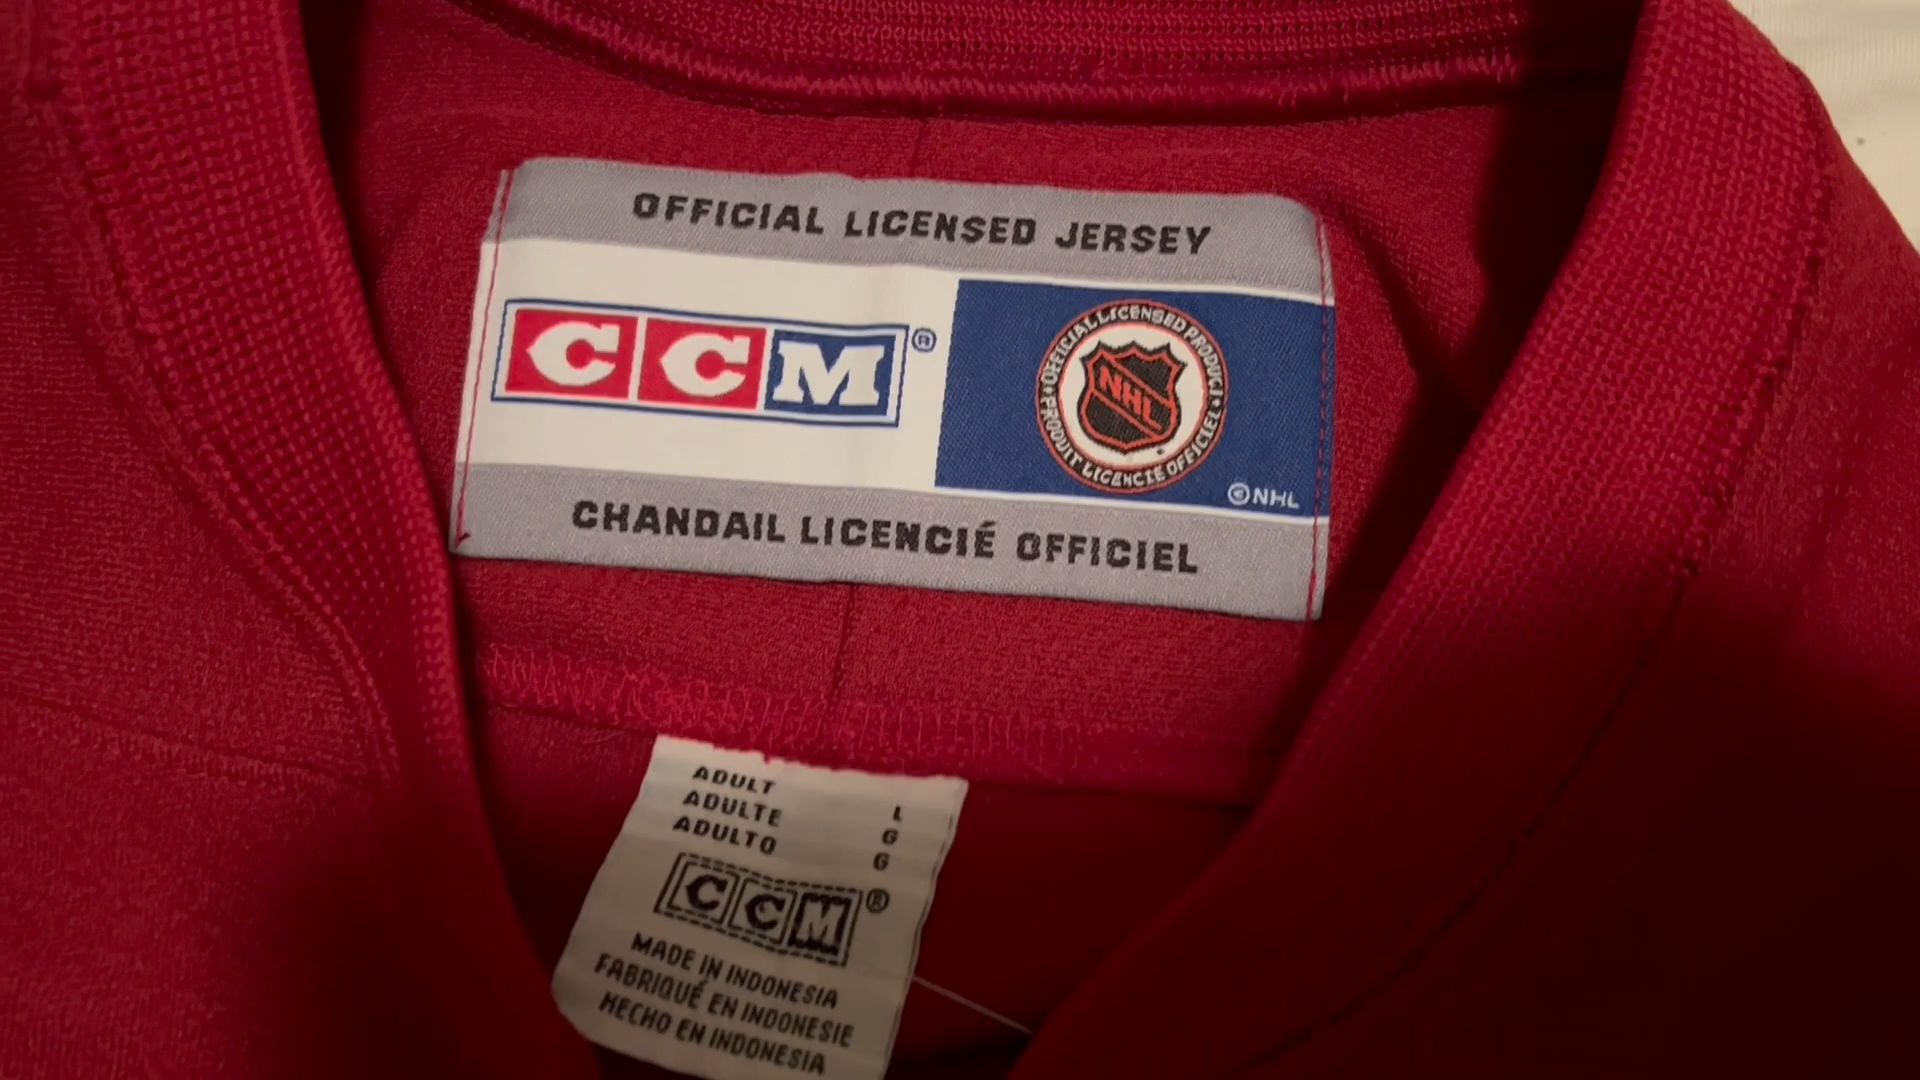 OFFICIAL LICENSED JERSEY
CCM®
OFFICIAL LICENSED PRODUCT
NHL
PRODUIT LICENCIÉ OFFICIEL
©NHL
CHANDAIL LICENCIÉ OFFICIEL
ADULT L
ADULTE G
ADULTO G
CCM®
MADE IN INDONESIA
FABRIQUÉ EN INDONESIE
HECHO EN INDONESIA